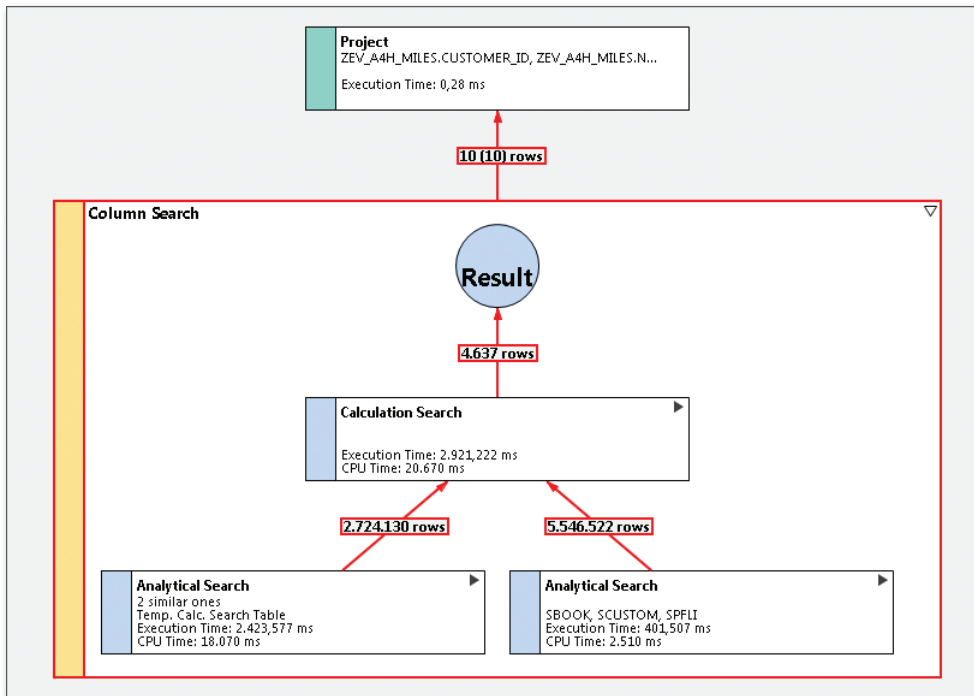 Project
ZEV_A4H_MILES.CUSTOMER_ID, ZEV_A4H_MILES.N...
Execution Time: 0,28 ms
10 (10) rows
Column Search
Result
4.637 rows
Calculation Search
Execution Time: 2.921,222 ms
CPU Time: 20.670 ms
2.724.130 rows
5.546.522 rows
Analytical Search
2 similar ones
Temp. Calc. Search Table
Execution Time: 2.423,577 ms
CPU Time: 18.070 ms
Analytical Search
SBOOK, SCUSTOM, SPFLI
Execution Time: 401,507 ms
CPU Time: 2.510 ms